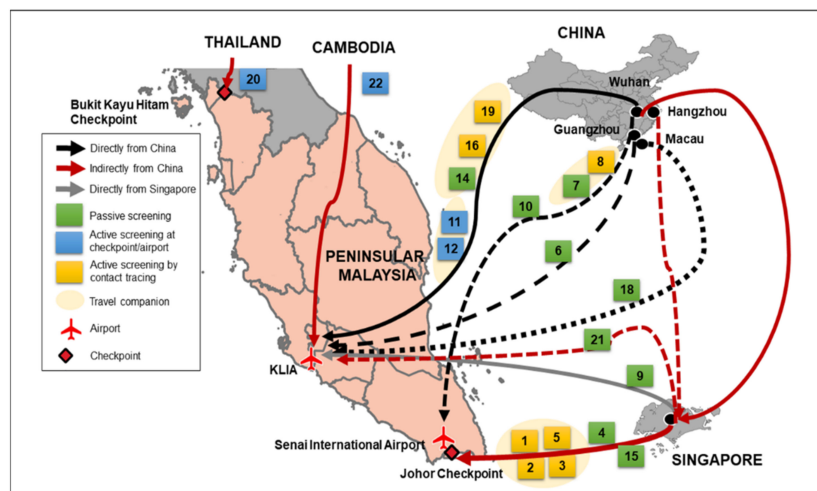 THAILAND
CAMBODIA
CHINA
20
22
Wuhan
Bukit Kayu Hitam
Checkpoint
19
Hangzhou
Guangzhou
Macau
Directly from China
16
8
Indirectly from China
14
7
Directly from Singapore
10
Passive screening
11
Active screening at
checkpoint/airport
12
6
PENINSULAR
MALAYSIA
Active screening by
contact tracing
18
Travel companion
Airport
21
Checkpoint
KLIA
9
Senai International Airport
1
5
4
Johor Checkpoint
2
3
15
SINGAPORE